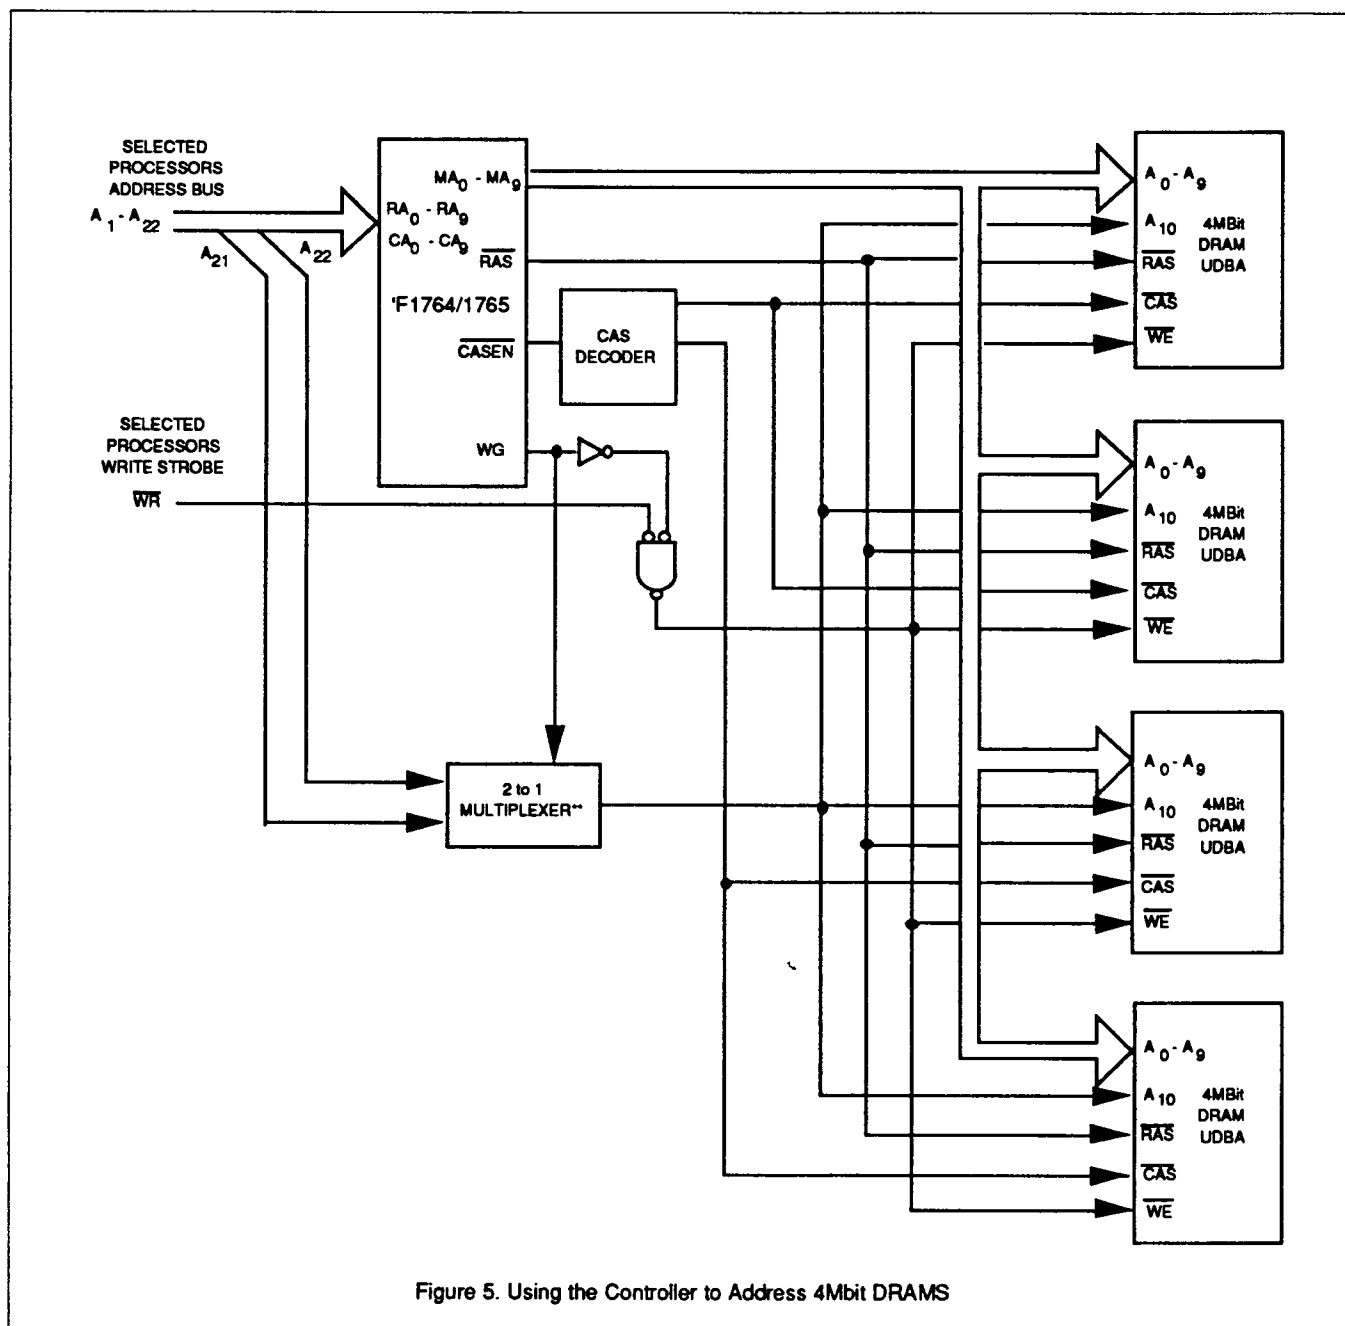 SELECTED
PROCESSORS
ADDRESS BUS
A1 - A22
A21
A22
MA0 - MA9
RA0 - RA9
CA0 - CA9
RAS
'F1764/1765
CASEN
WG
CAS
DECODER
SELECTED
PROCESSORS
WRITE STROBE
WR
2 to 1
MULTIPLEXER**
A0 - A9
A10 4MBit
DRAM
RAS UDBA
CAS
WE
A0 - A9
A10 4MBit
DRAM
RAS UDBA
CAS
WE
A0 - A9
A10 4MBit
DRAM
RAS UDBA
CAS
WE
A0 - A9
A10 4MBit
DRAM
RAS UDBA
CAS
WE
Figure 5. Using the Controller to Address 4Mbit DRAMS